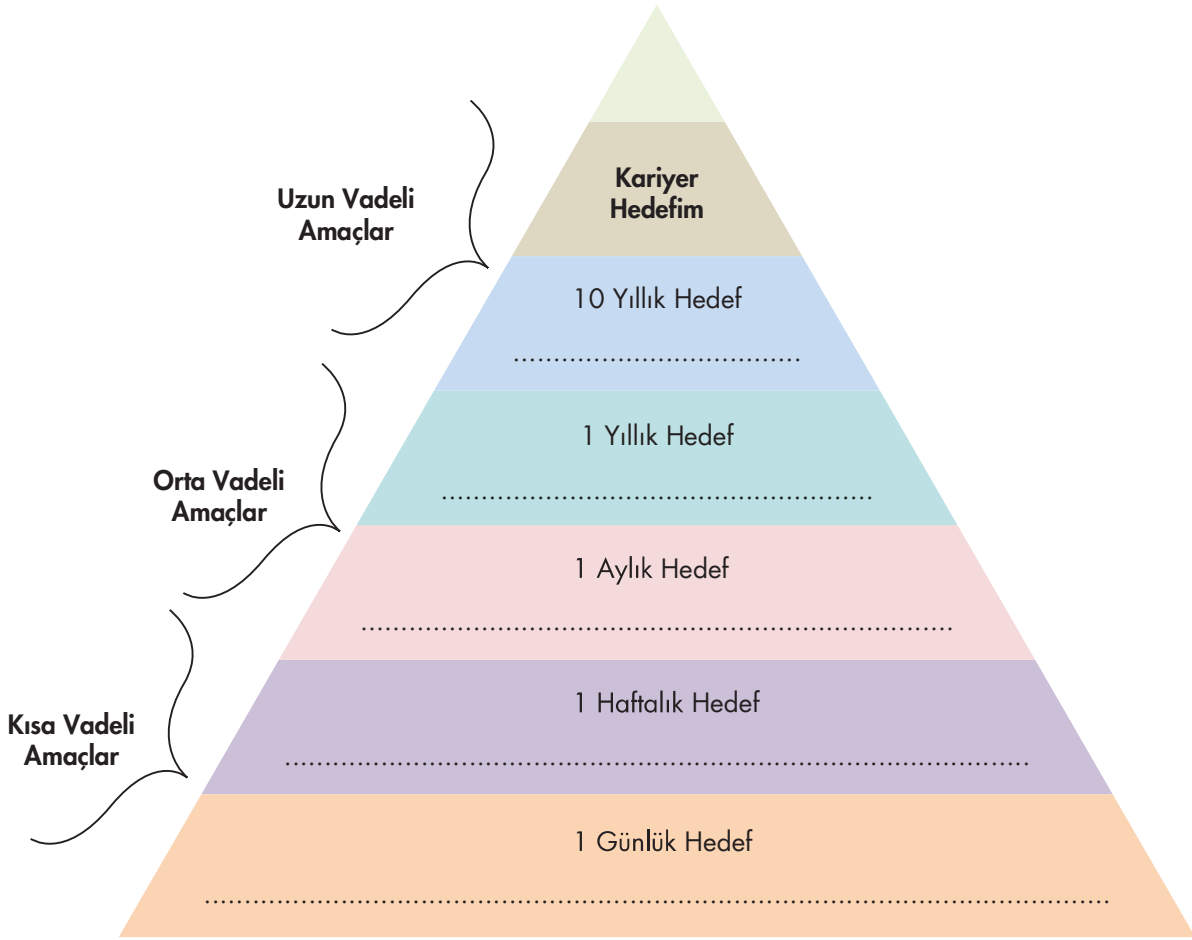 Kariyer
Hedefim
Uzun Vadeli
Amaçlar
10 Yıllık Hedef
....................................
1 Yıllık Hedef
......................................................
Orta Vadeli
Amaçlar
1 Aylık Hedef
..........................................................................
1 Haftalık Hedef
Kısa Vadeli
Amaçlar
.............................................................................................
1 Günlük Hedef
.................................................................................................................